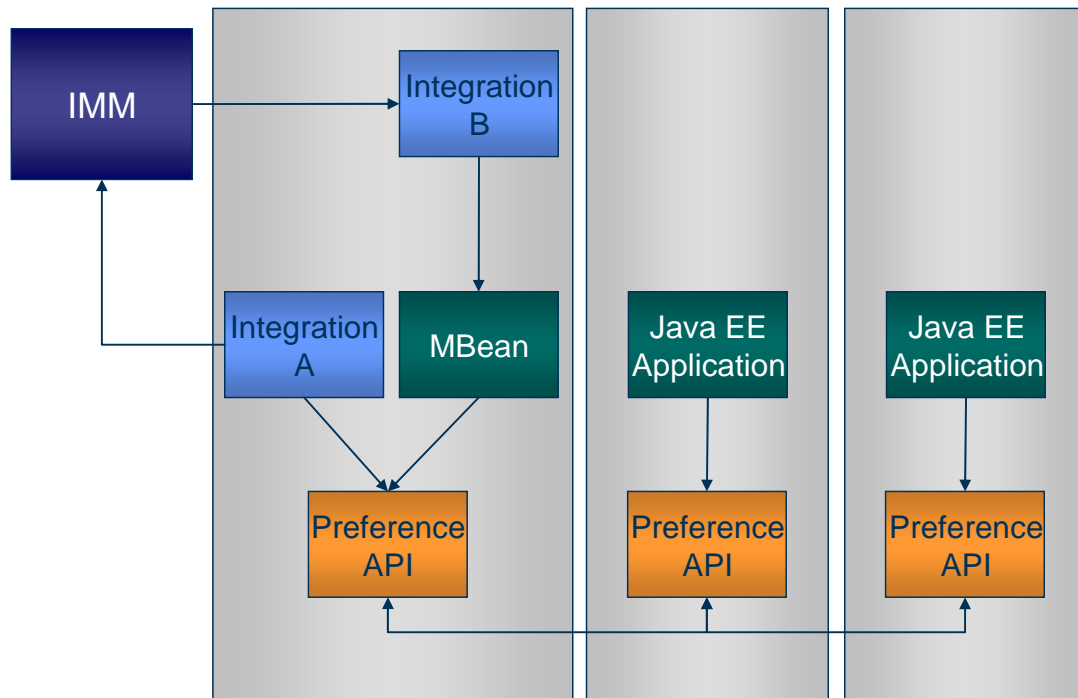 IMM
Integration
B
Integration
A
MBean
Java EE
Application
Java EE
Application
Preference
API
Preference
API
Preference
API